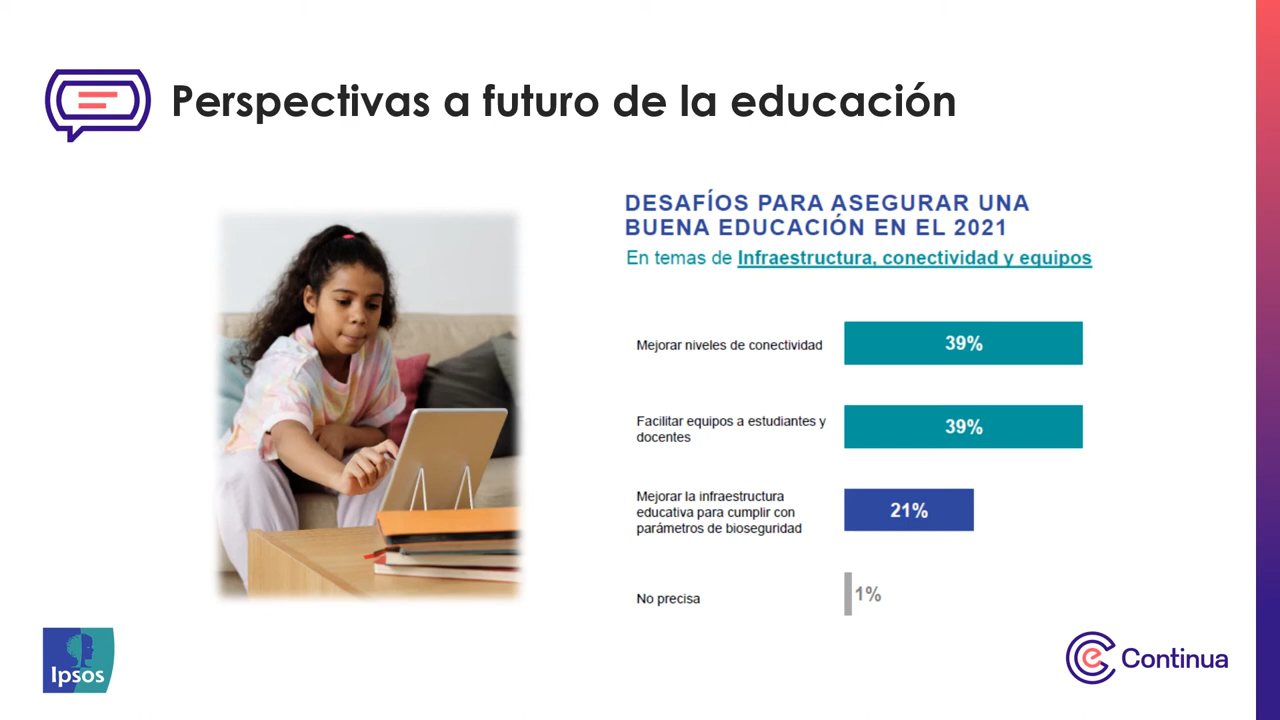 Perspectivas a futuro de la educación
DESAFÍOS PARA ASEGURAR UNA
BUENA EDUCACIÓN EN EL 2021
En temas de Infraestructura, conectividad y equipos
Mejorar niveles de conectividad
39%
Facilitar equipos a estudiantes y
docentes
39%
Mejorar la infraestructura
educativa para cumplir con
parámetros de bioseguridad
21%
No precisa
1%
Ipsos
e Continua